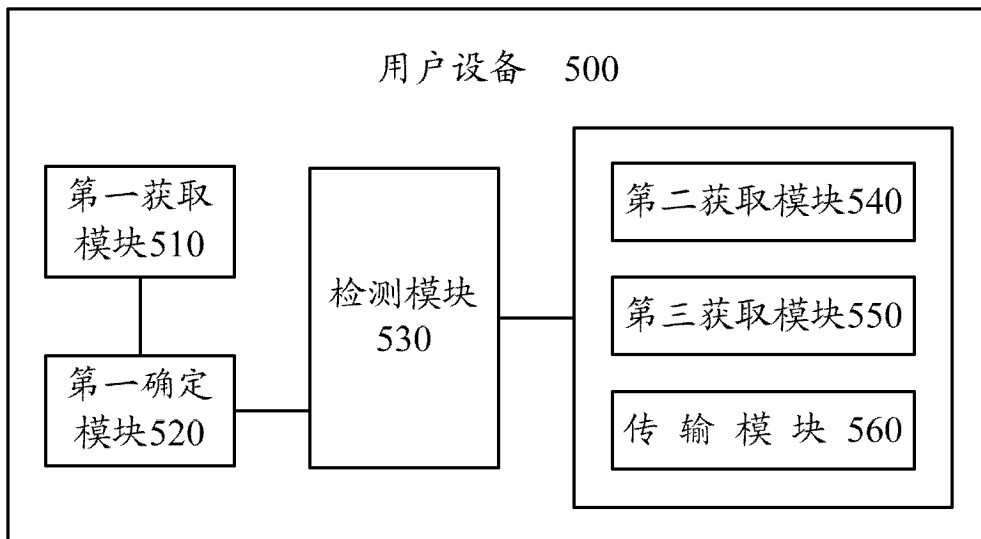 用户设备 500
第一获取
模块510
第一确定
模块520
检测模块
530
第二获取模块540
第三获取模块550
传输模块 560